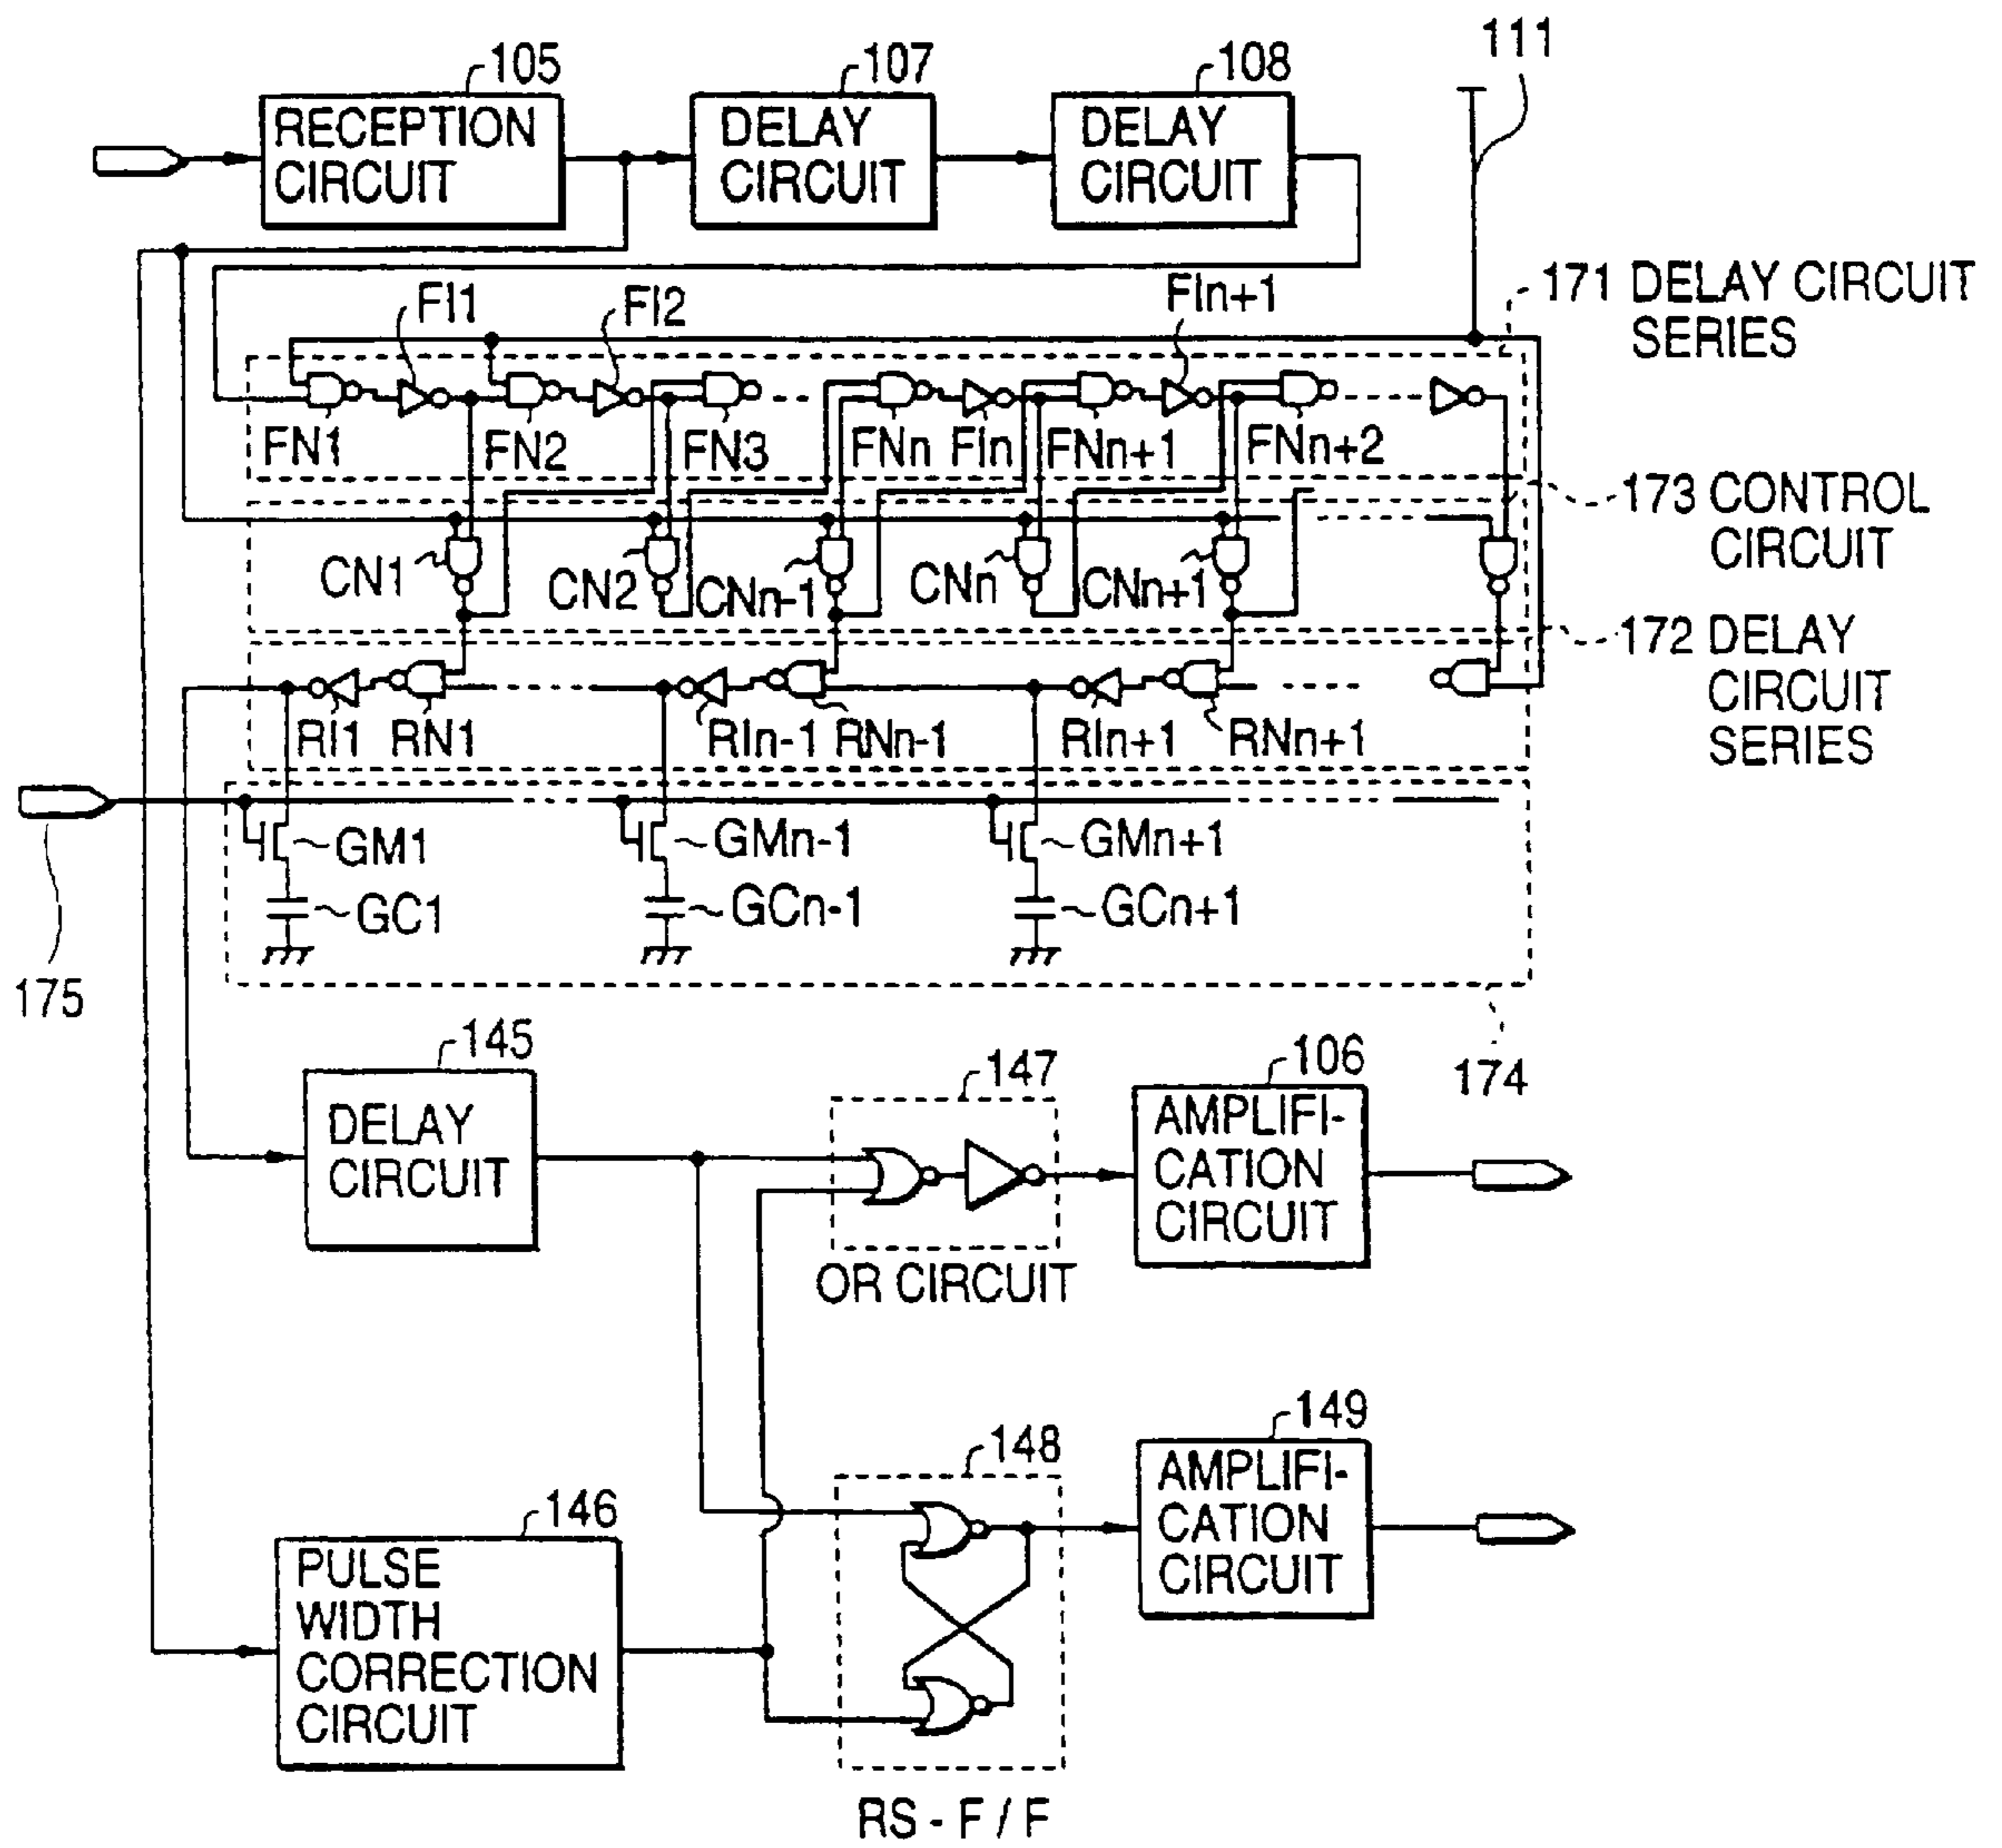 105
107
108
111
RECEPTION
CIRCUIT
DELAY
CIRCUIT
DELAY
CIRCUIT
FI1
FI2
FIn+1
171 DELAY CIRCUIT
SERIES
FN1
FN2
FN3
FNn
FIn
FNn+1
FNn+2
173 CONTROL
CIRCUIT
CN1
CN2
CNn-1
CNn
CNn+1
172 DELAY
CIRCUIT
SERIES
RI1
RN1
RIn-1
RNn-1
RIn+1
RNn+1
GM1
GMn-1
GMn+1
GC1
GCn-1
GCn+1
175
174
145
147
106
DELAY
CIRCUIT
AMPLIFI-
CATION
CIRCUIT
OR CIRCUIT
146
148
149
PULSE
WIDTH
CORRECTION
CIRCUIT
AMPLIFI-
CATION
CIRCUIT
RS - F / F